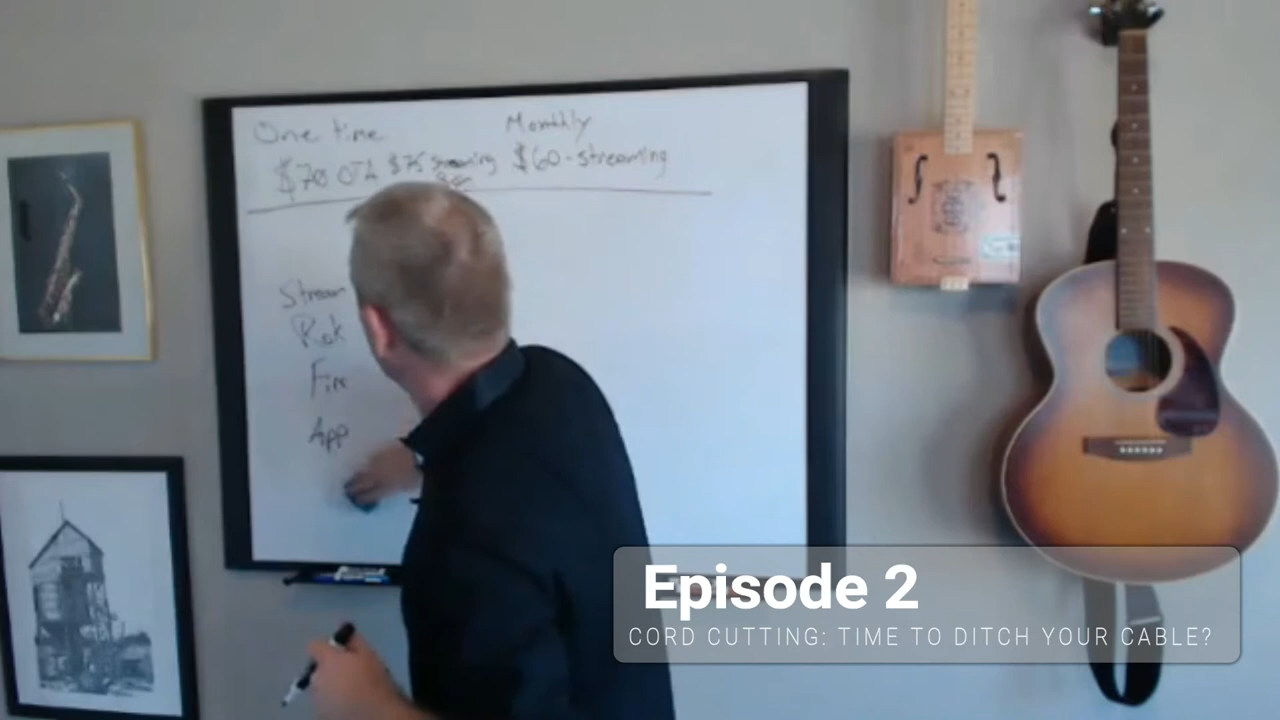 One time Monthly
$70 OTA $75 streaming $60-streaming
Stream
Rok
Fire
App
Episode 2
CORD CUTTING: TIME TO DITCH YOUR CABLE?